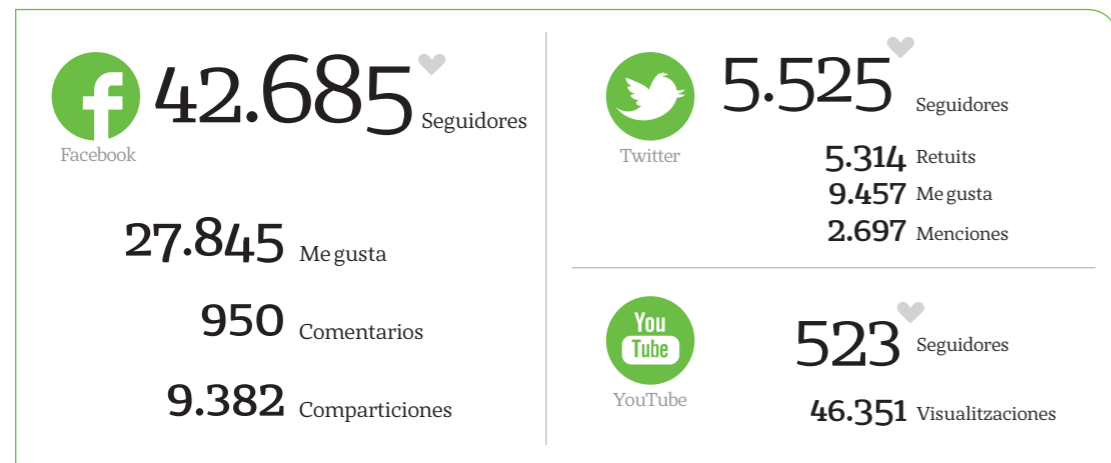 42.685 Seguidores
Facebook
27.845 Me gusta
950 Comentarios
9.382 Comparticiones
5.525 Seguidores
Twitter
5.314 Retuits
9.457 Me gusta
2.697 Menciones
You
Tube
523 Seguidores
YouTube
46.351 Visualitzaciones